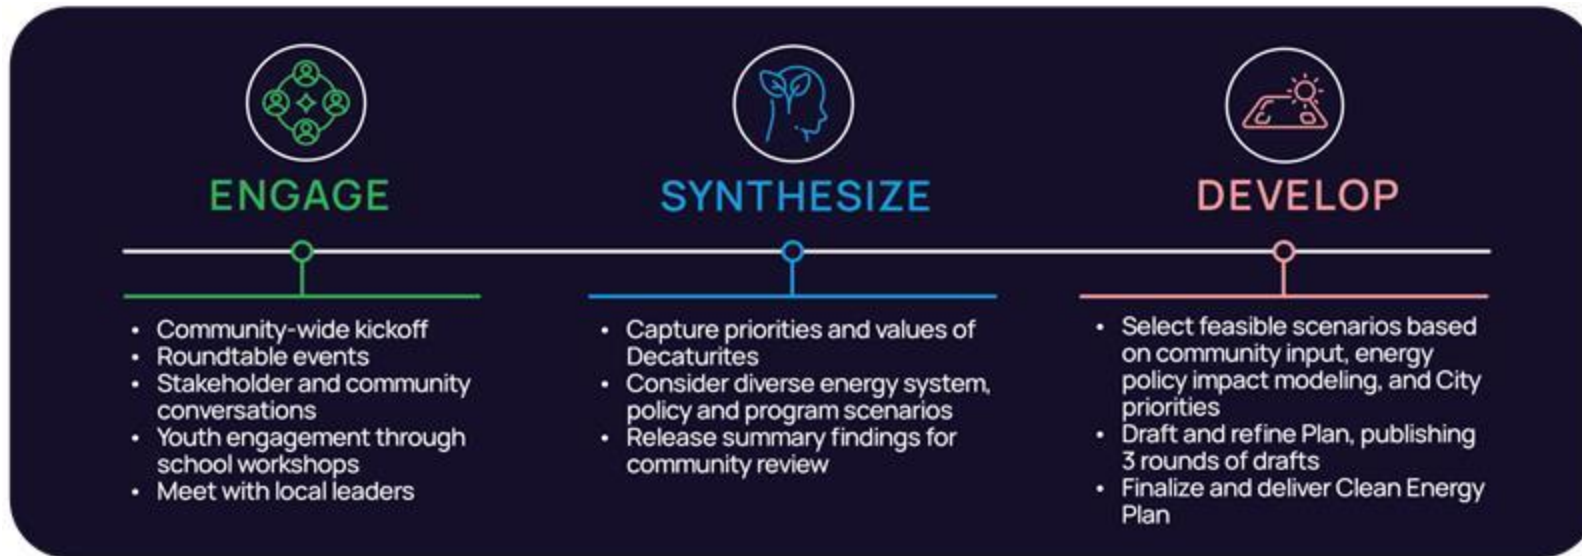 ENGAGE
• Community-wide kickoff
• Roundtable events
• Stakeholder and community
conversations
• Youth engagement through
school workshops
• Meet with local leaders
SYNTHESIZE
• Capture priorities and values of
Decaturites
• Consider diverse energy system,
policy and program scenarios
• Release summary findings for
community review
DEVELOP
• Select feasible scenarios based
on community input, energy
policy impact modeling, and City
priorities
• Draft and refine Plan, publishing
3 rounds of drafts
• Finalize and deliver Clean Energy
Plan